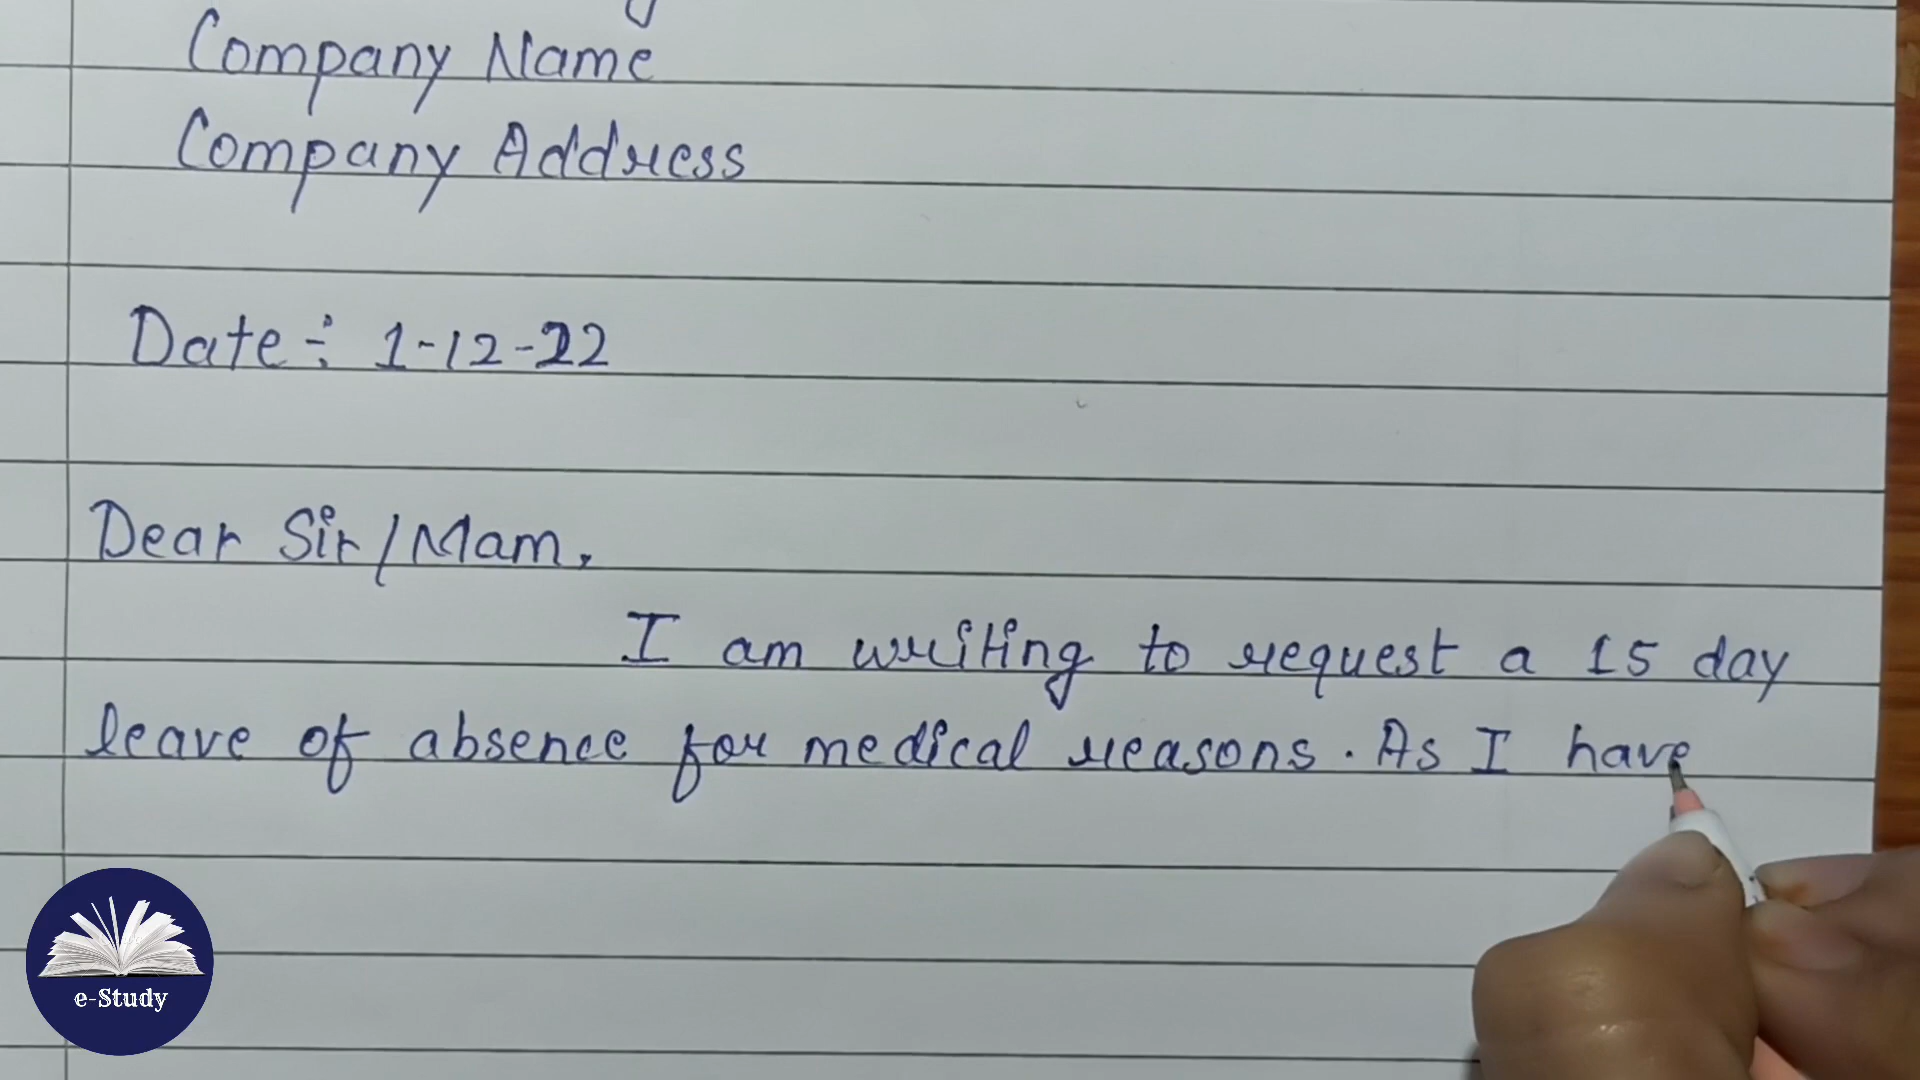 Company Name
Company Address
Date ÷ 1-12-22
Dear Sir/Mam,
I am writing to request a 15 day
leave of absence for medical reasons. As I have
e-Study